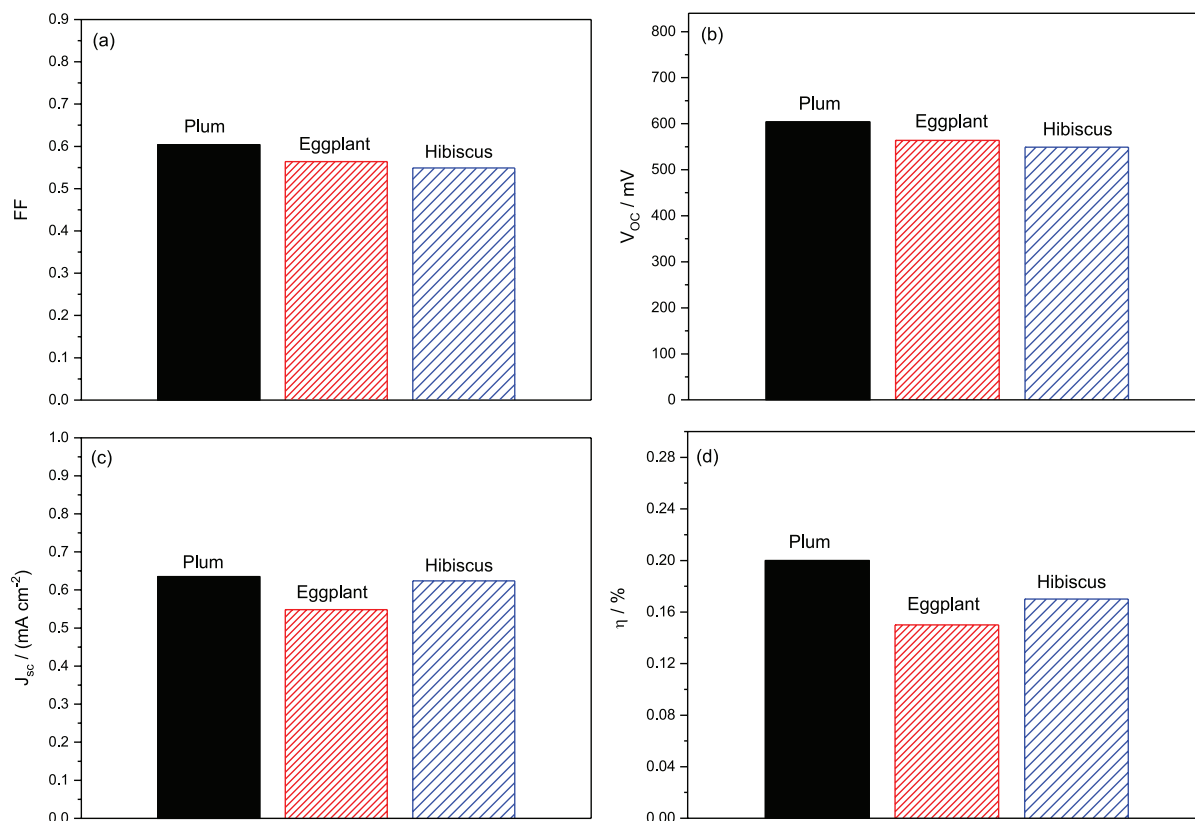 (a)
0.9
0.8
0.7
0.6
0.5
0.4
0.3
0.2
0.1
0.0
FF
Plum
Eggplant
Hibiscus
(b)
800
700
600
500
400
300
200
100
0
V_OC / mV
Plum
Eggplant
Hibiscus
(c)
1.0
0.9
0.8
0.7
0.6
0.5
0.4
0.3
0.2
0.1
0.0
J_sc / (mA cm⁻²)
Plum
Eggplant
Hibiscus
(d)
0.28
0.24
0.20
0.16
0.12
0.08
0.04
0.00
η / %
Plum
Eggplant
Hibiscus